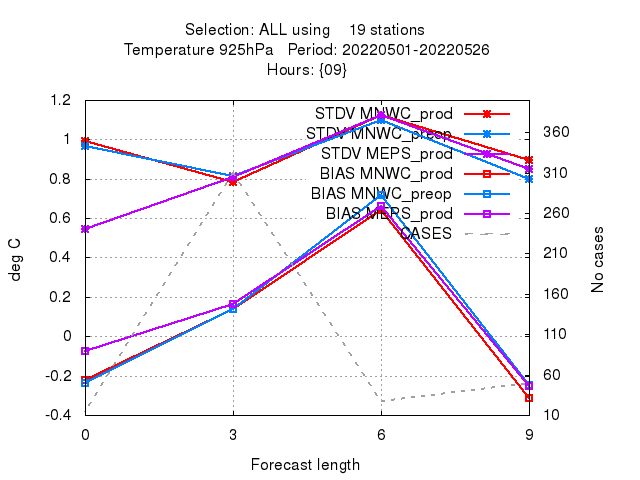 Selection: ALL using 19 stations
Temperature 925hPa Period: 20220501-20220526
Hours: {09}
STDV MNWC_prod
STDV MNWC_preop
STDV MEPS_prod
BIAS MNWC_prod
BIAS MNWC_preop
BIAS MEPS_prod
CASES
1.2
1
0.8
0.6
0.4
0.2
0
-0.2
-0.4
deg C
360
310
260
210
160
110
60
10
No cases
0 3 6 9
Forecast length